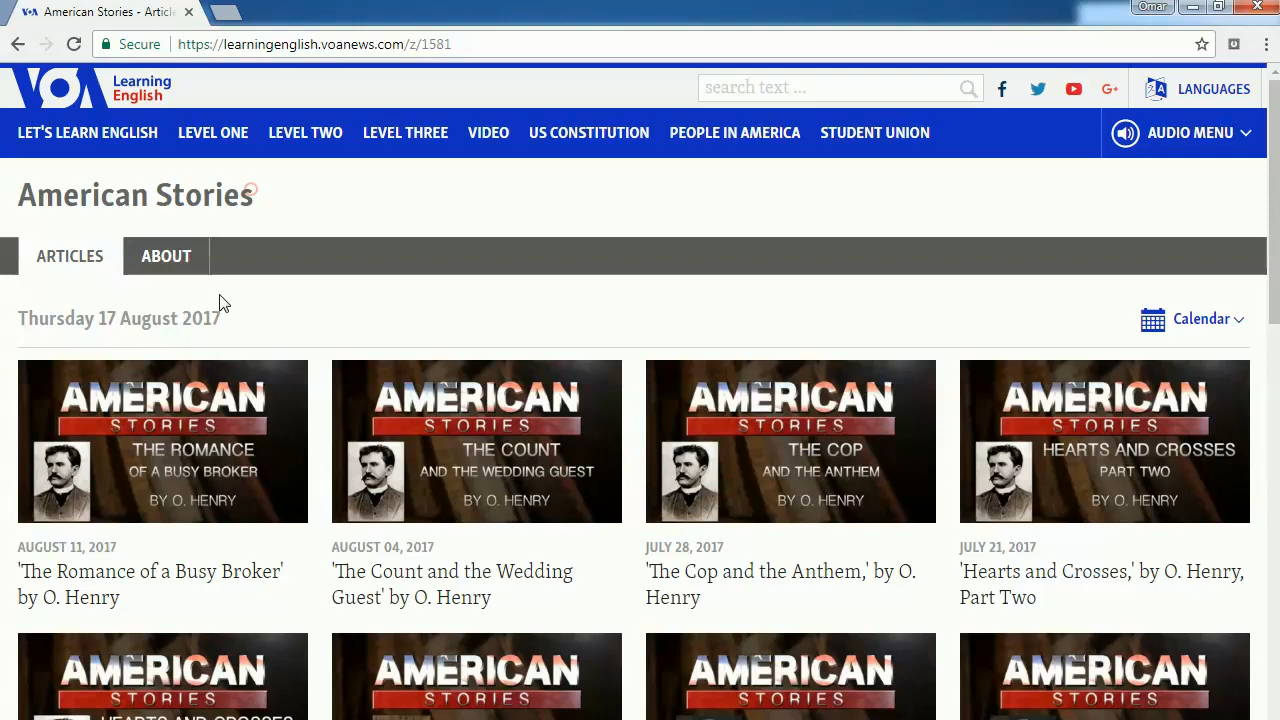 American Stories - Article
Omar
Secure
https://learningenglish.voanews.com/z/1581
VOA
Learning
English
search text ...
G+
LANGUAGES
LET'S LEARN ENGLISH
LEVEL ONE
LEVEL TWO
LEVEL THREE
VIDEO
US CONSTITUTION
PEOPLE IN AMERICA
STUDENT UNION
AUDIO MENU
American Stories
ARTICLES
ABOUT
Thursday 17 August 2017
Calendar
AMERICAN
STORIES
THE ROMANCE
OF A BUSY BROKER
BY O. HENRY
AMERICAN
STORIES
THE COUNT
AND THE WEDDING GUEST
BY O. HENRY
AMERICAN
STORIES
THE COP
AND THE ANTHEM
BY O. HENRY
AMERICAN
STORIES
HEARTS AND CROSSES
PART TWO
BY O. HENRY
AUGUST 11, 2017
'The Romance of a Busy Broker'
by O. Henry
AUGUST 04, 2017
'The Count and the Wedding
Guest' by O. Henry
JULY 28, 2017
'The Cop and the Anthem,' by O.
Henry
JULY 21, 2017
'Hearts and Crosses,' by O. Henry,
Part Two
AMERICAN
STORIES
HEARTS AND CROSSES
AMERICAN
STORIES
AMERICAN
STORIES
AMERICAN
STORIES